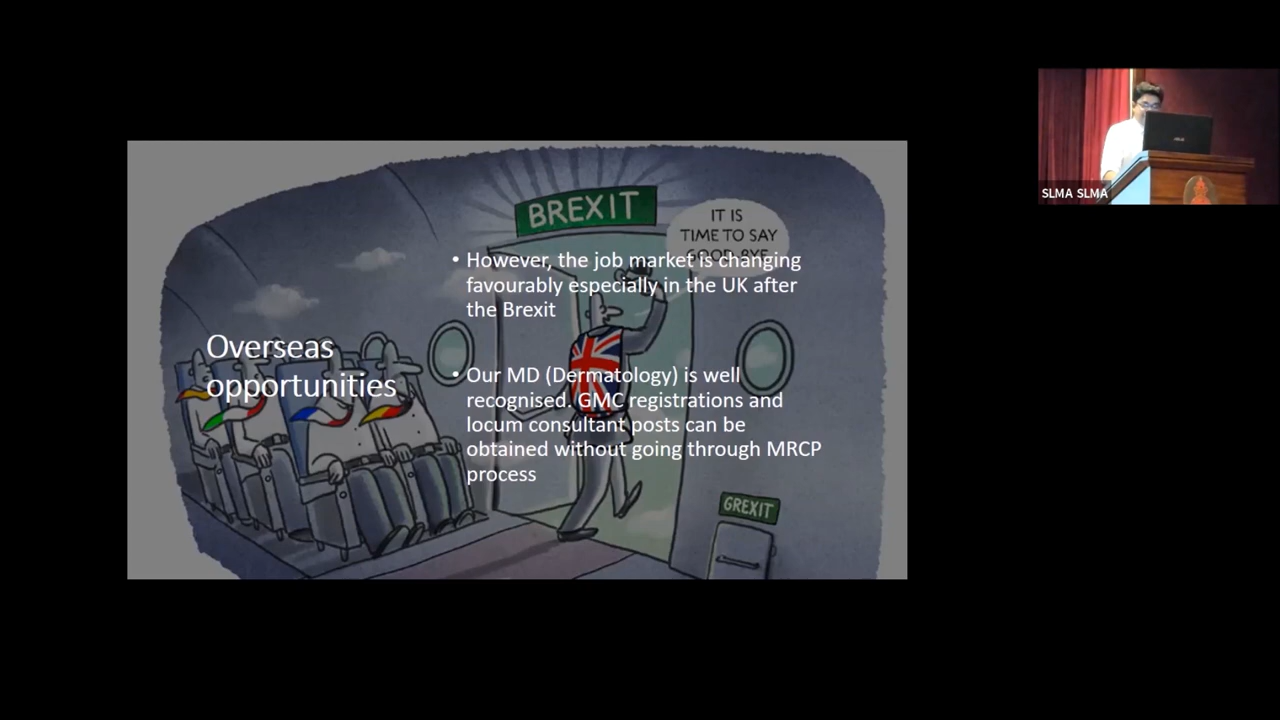 BREXIT
IT IS
TIME TO SAY
GOOD BYE
• However, the job market is changing
favourably especially in the UK after
the Brexit
Overseas
opportunities
• Our MD (Dermatology) is well
recognised. GMC registrations and
locum consultant posts can be
obtained without going through MRCP
process
GREXIT
SLMA SLMA